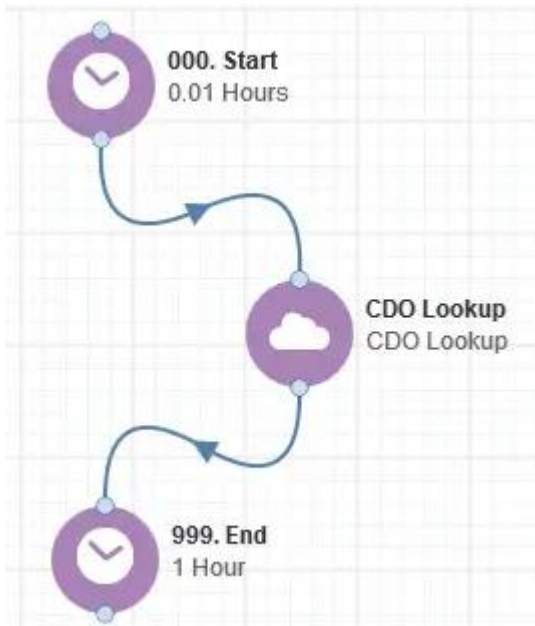 000. Start
0.01 Hours
CDO Lookup
CDO Lookup
999. End
1 Hour